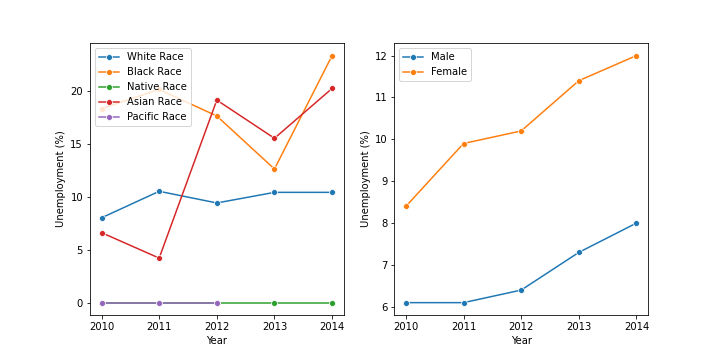 White Race
Black Race
Native Race
Asian Race
Pacific Race
Unemployment (%)
20
15
10
5
0
2010 2011 2012 2013 2014
Year
Male
Female
Unemployment (%)
12
11
10
9
8
7
6
2010 2011 2012 2013 2014
Year